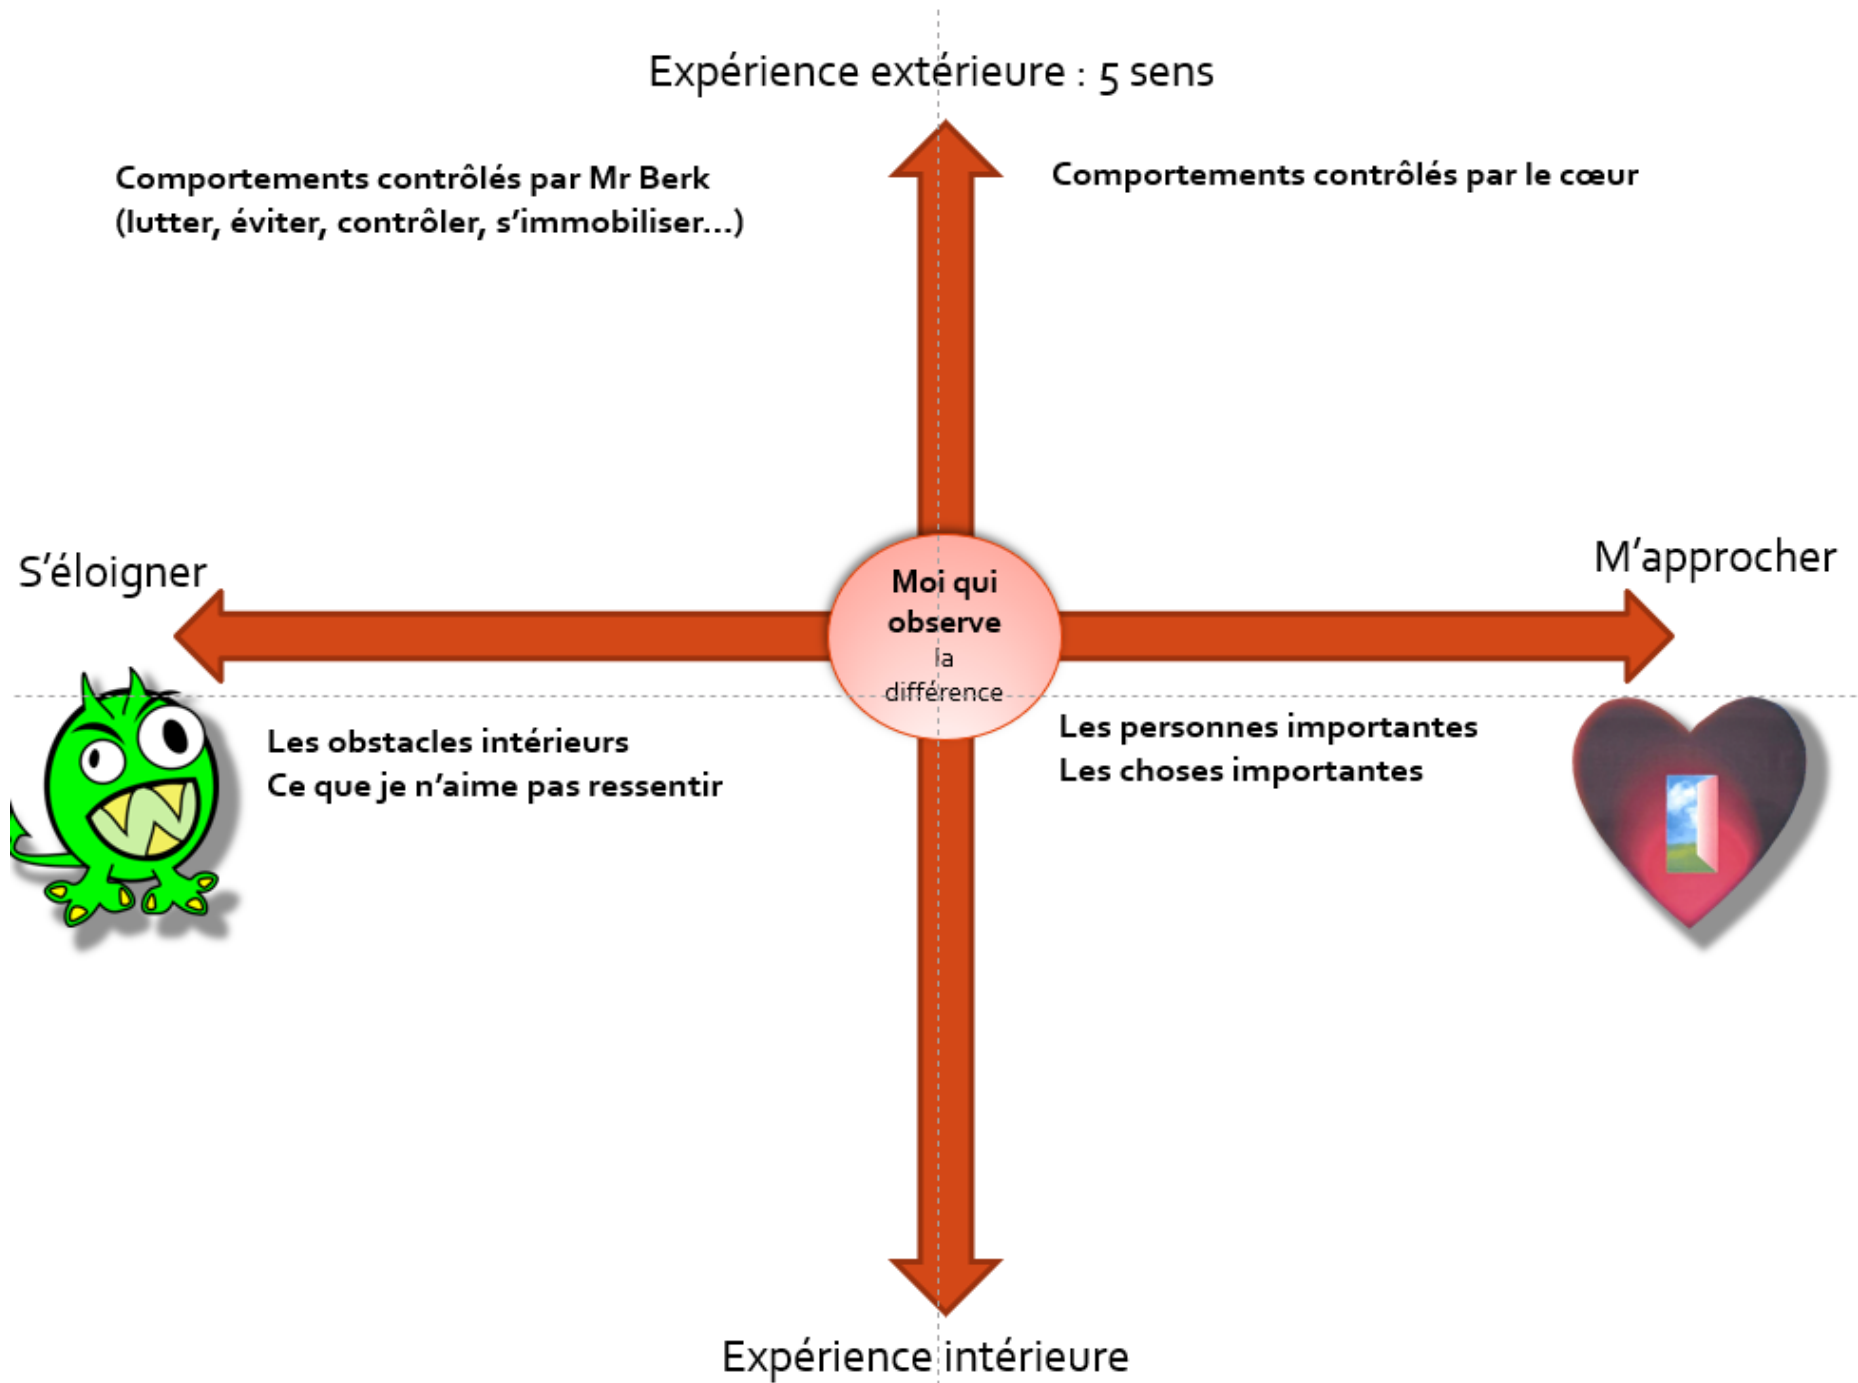 Expérience extérieure : 5 sens
Comportements contrôlés par Mr Berk
(lutter, éviter, contrôler, s'immobiliser...)
Comportements contrôlés par le cœur
S'éloigner
M'approcher
Moi qui
observe
la
différence
Les obstacles intérieurs
Ce que je n'aime pas ressentir
Les personnes importantes
Les choses importantes
Expérience intérieure